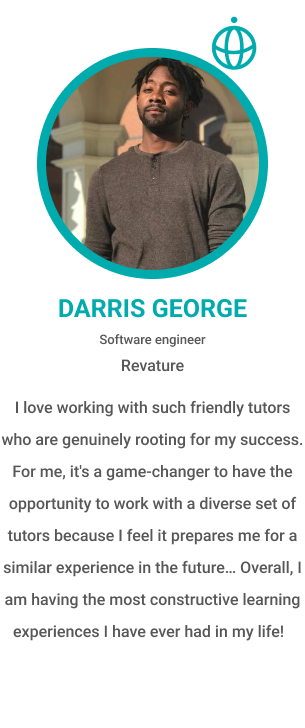 DARRIS GEORGE
Software engineer
Revature
I love working with such friendly tutors
who are genuinely rooting for my success.
For me, it's a game-changer to have the
opportunity to work with a diverse set of
tutors because I feel it prepares me for a
similar experience in the future... Overall, I
am having the most constructive learning
experiences I have ever had in my life!